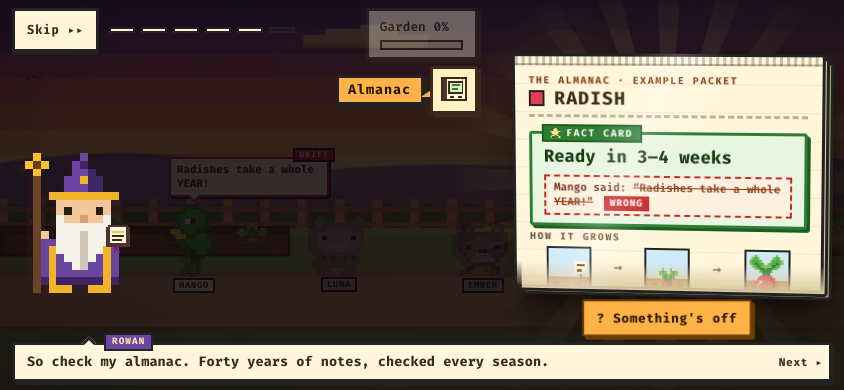 Skip ▸▸
Garden 0%
Almanac
THE ALMANAC · EXAMPLE PACKET
RADISH
FACT CARD
Ready in 3–4 weeks
Mango said: “Radishes take a whole
YEAR!”
WRONG
HOW IT GROWS
→ →
DRIFT
Radishes take a whole
YEAR!
MANGO
LUNA
EMBER
? Something's off
ROWAN
So check my almanac. Forty years of notes, checked every season.
Next ▸